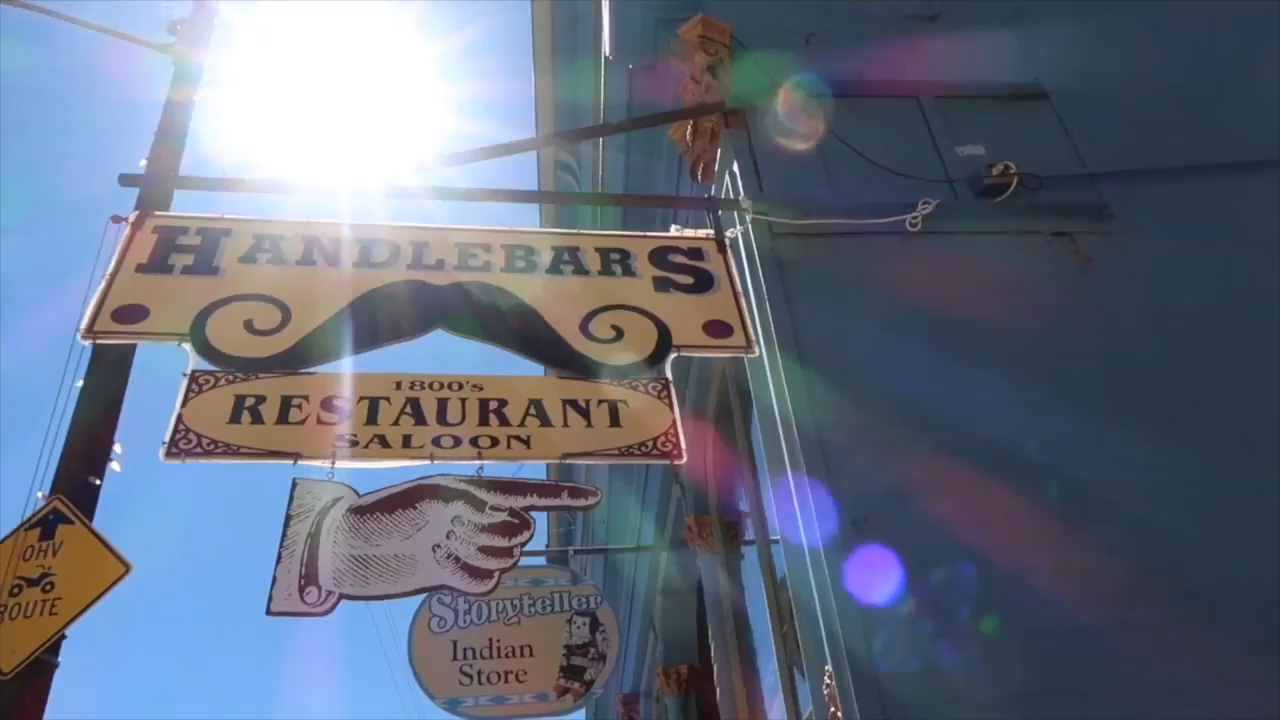 HANDLEBARS
1800's
RESTAURANT
SALOON
OHV
ROUTE
Storyteller
Indian
Store